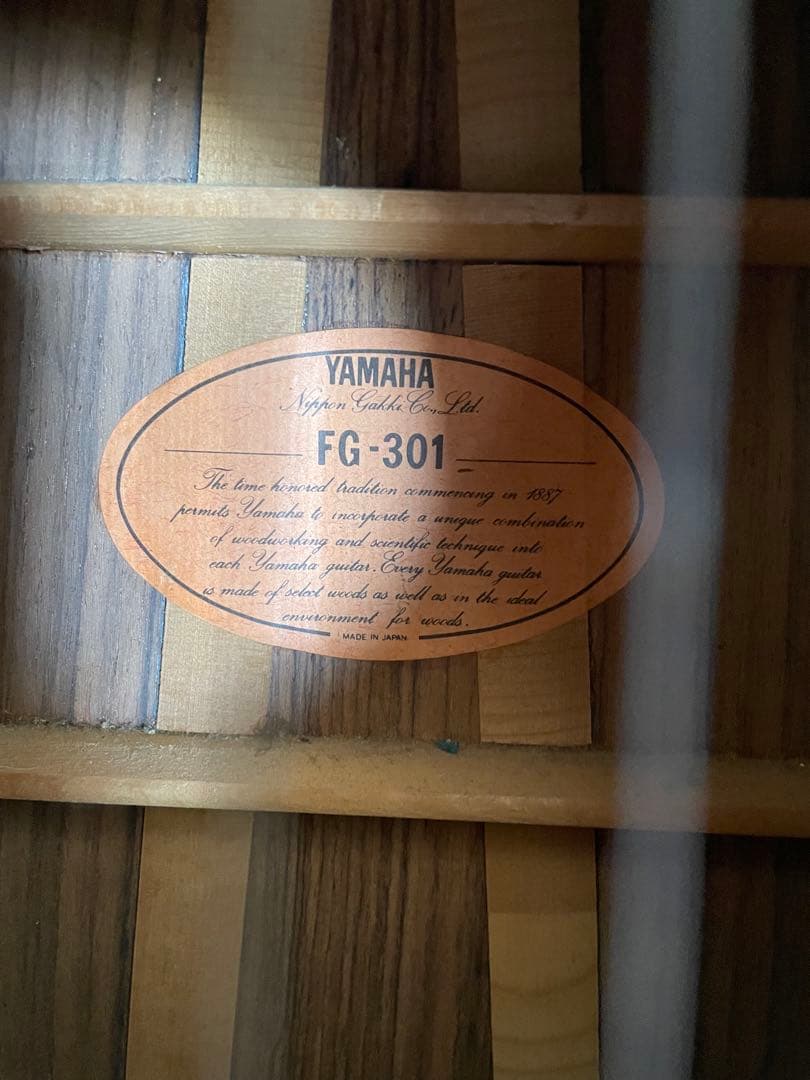 YAMAHA
Nippon Gakki Co., Ltd.
FG-301
The time honored tradition commencing in 1887
permits Yamaha to incorporate a unique combination
of woodworking and scientific technique into
each Yamaha guitar. Every Yamaha guitar
is made of select woods as well as in the ideal
environment for woods.
MADE IN JAPAN